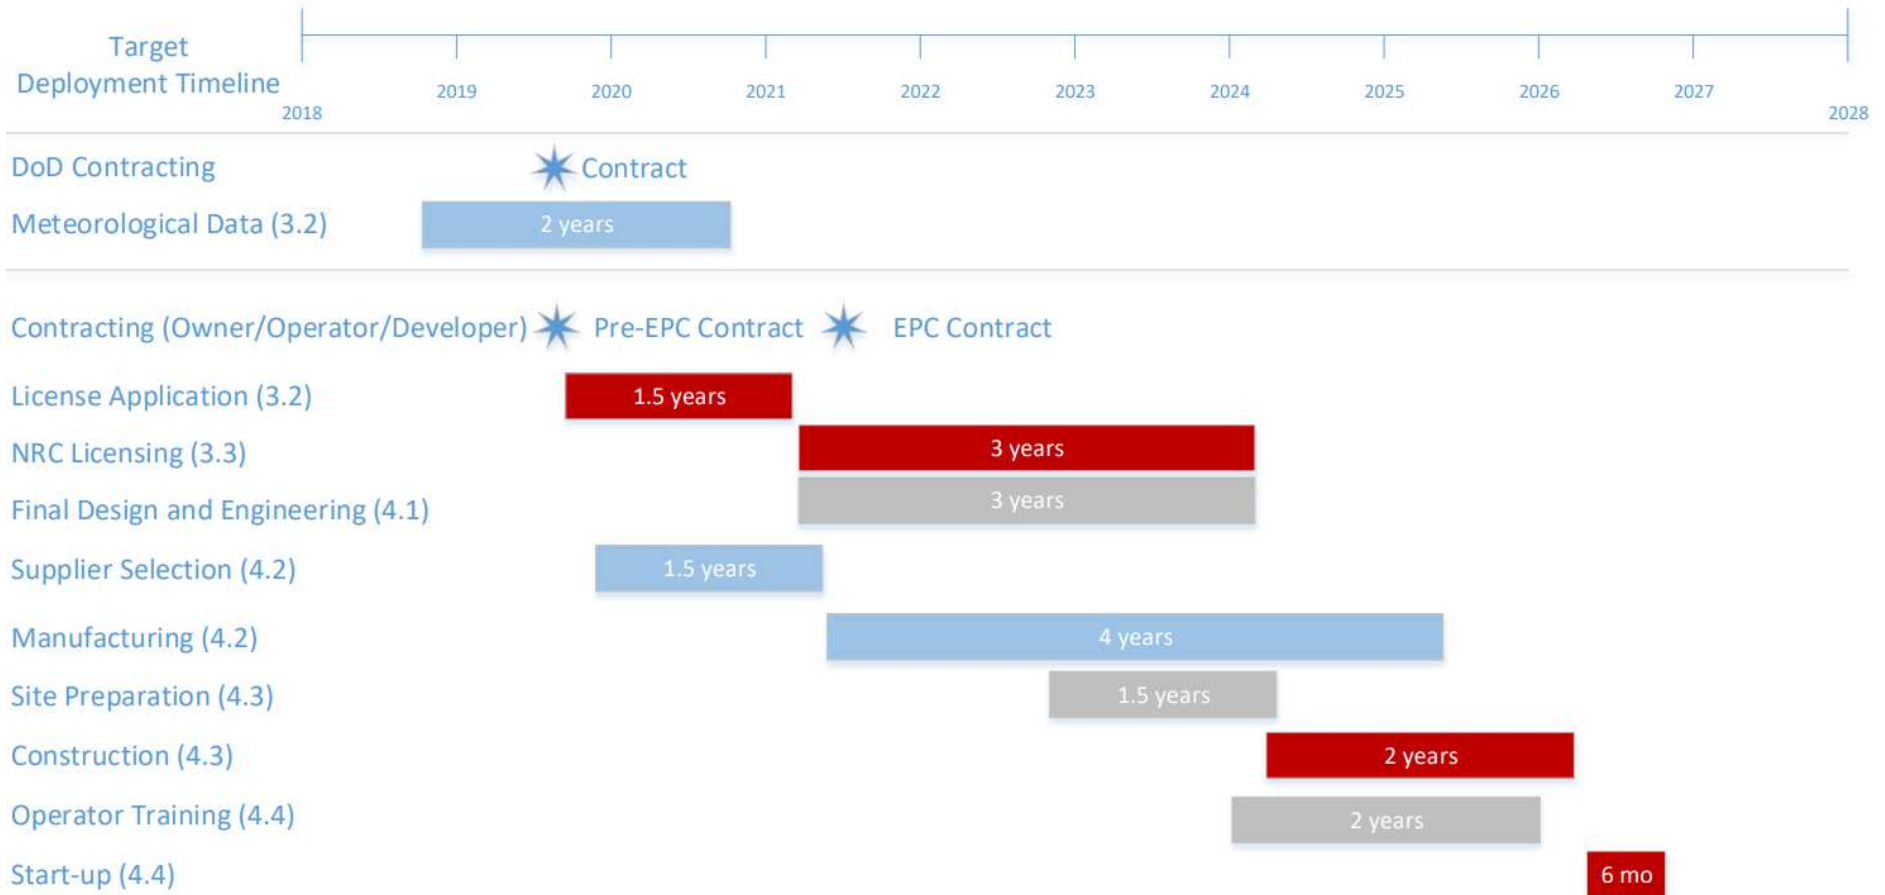 Target
Deployment Timeline
2018
2019
2020
2021
2022
2023
2024
2025
2026
2027
2028
DoD Contracting
Contract
Meteorological Data (3.2)
2 years
Contracting (Owner/Operator/Developer)
Pre-EPC Contract
EPC Contract
License Application (3.2)
1.5 years
NRC Licensing (3.3)
3 years
Final Design and Engineering (4.1)
3 years
Supplier Selection (4.2)
1.5 years
Manufacturing (4.2)
4 years
Site Preparation (4.3)
1.5 years
Construction (4.3)
2 years
Operator Training (4.4)
2 years
Start-up (4.4)
6 mo